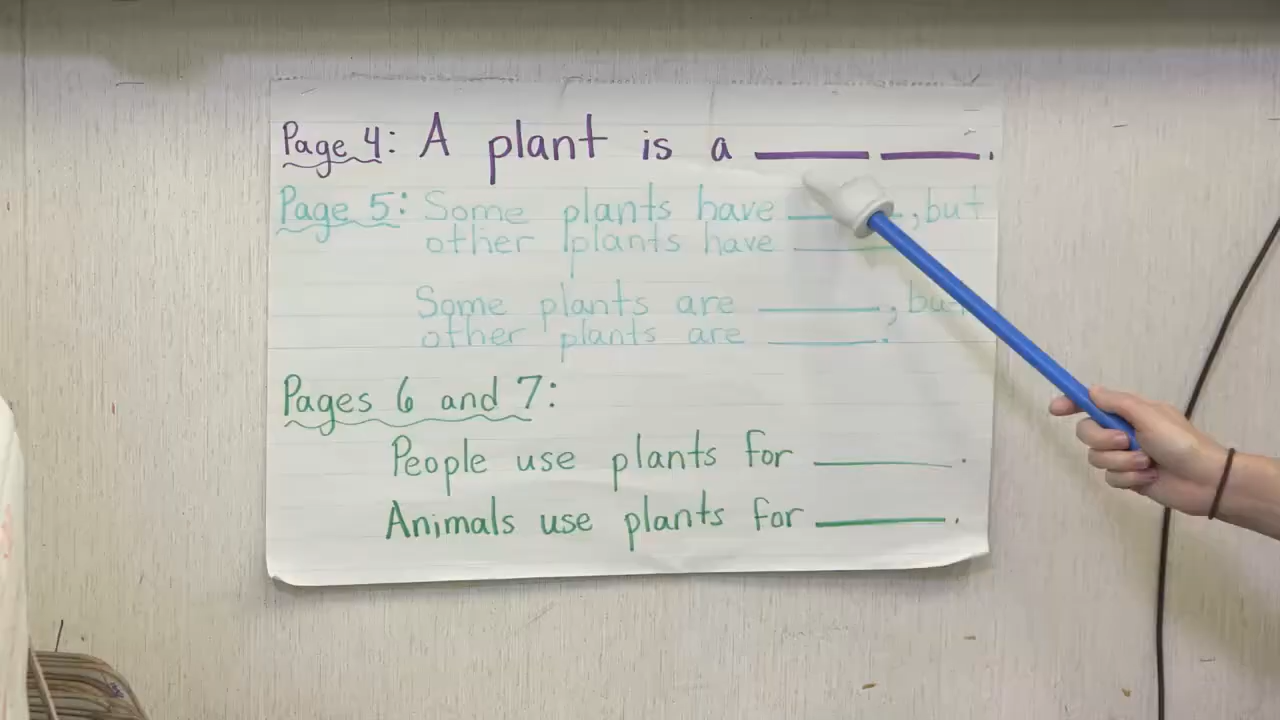 Page 4: A plant is a ____ ____.
Page 5: Some plants have ____, but
other plants have ____
Some plants are ____, but
other plants are ____.
Pages 6 and 7:
People use plants for ____.
Animals use plants for ____.